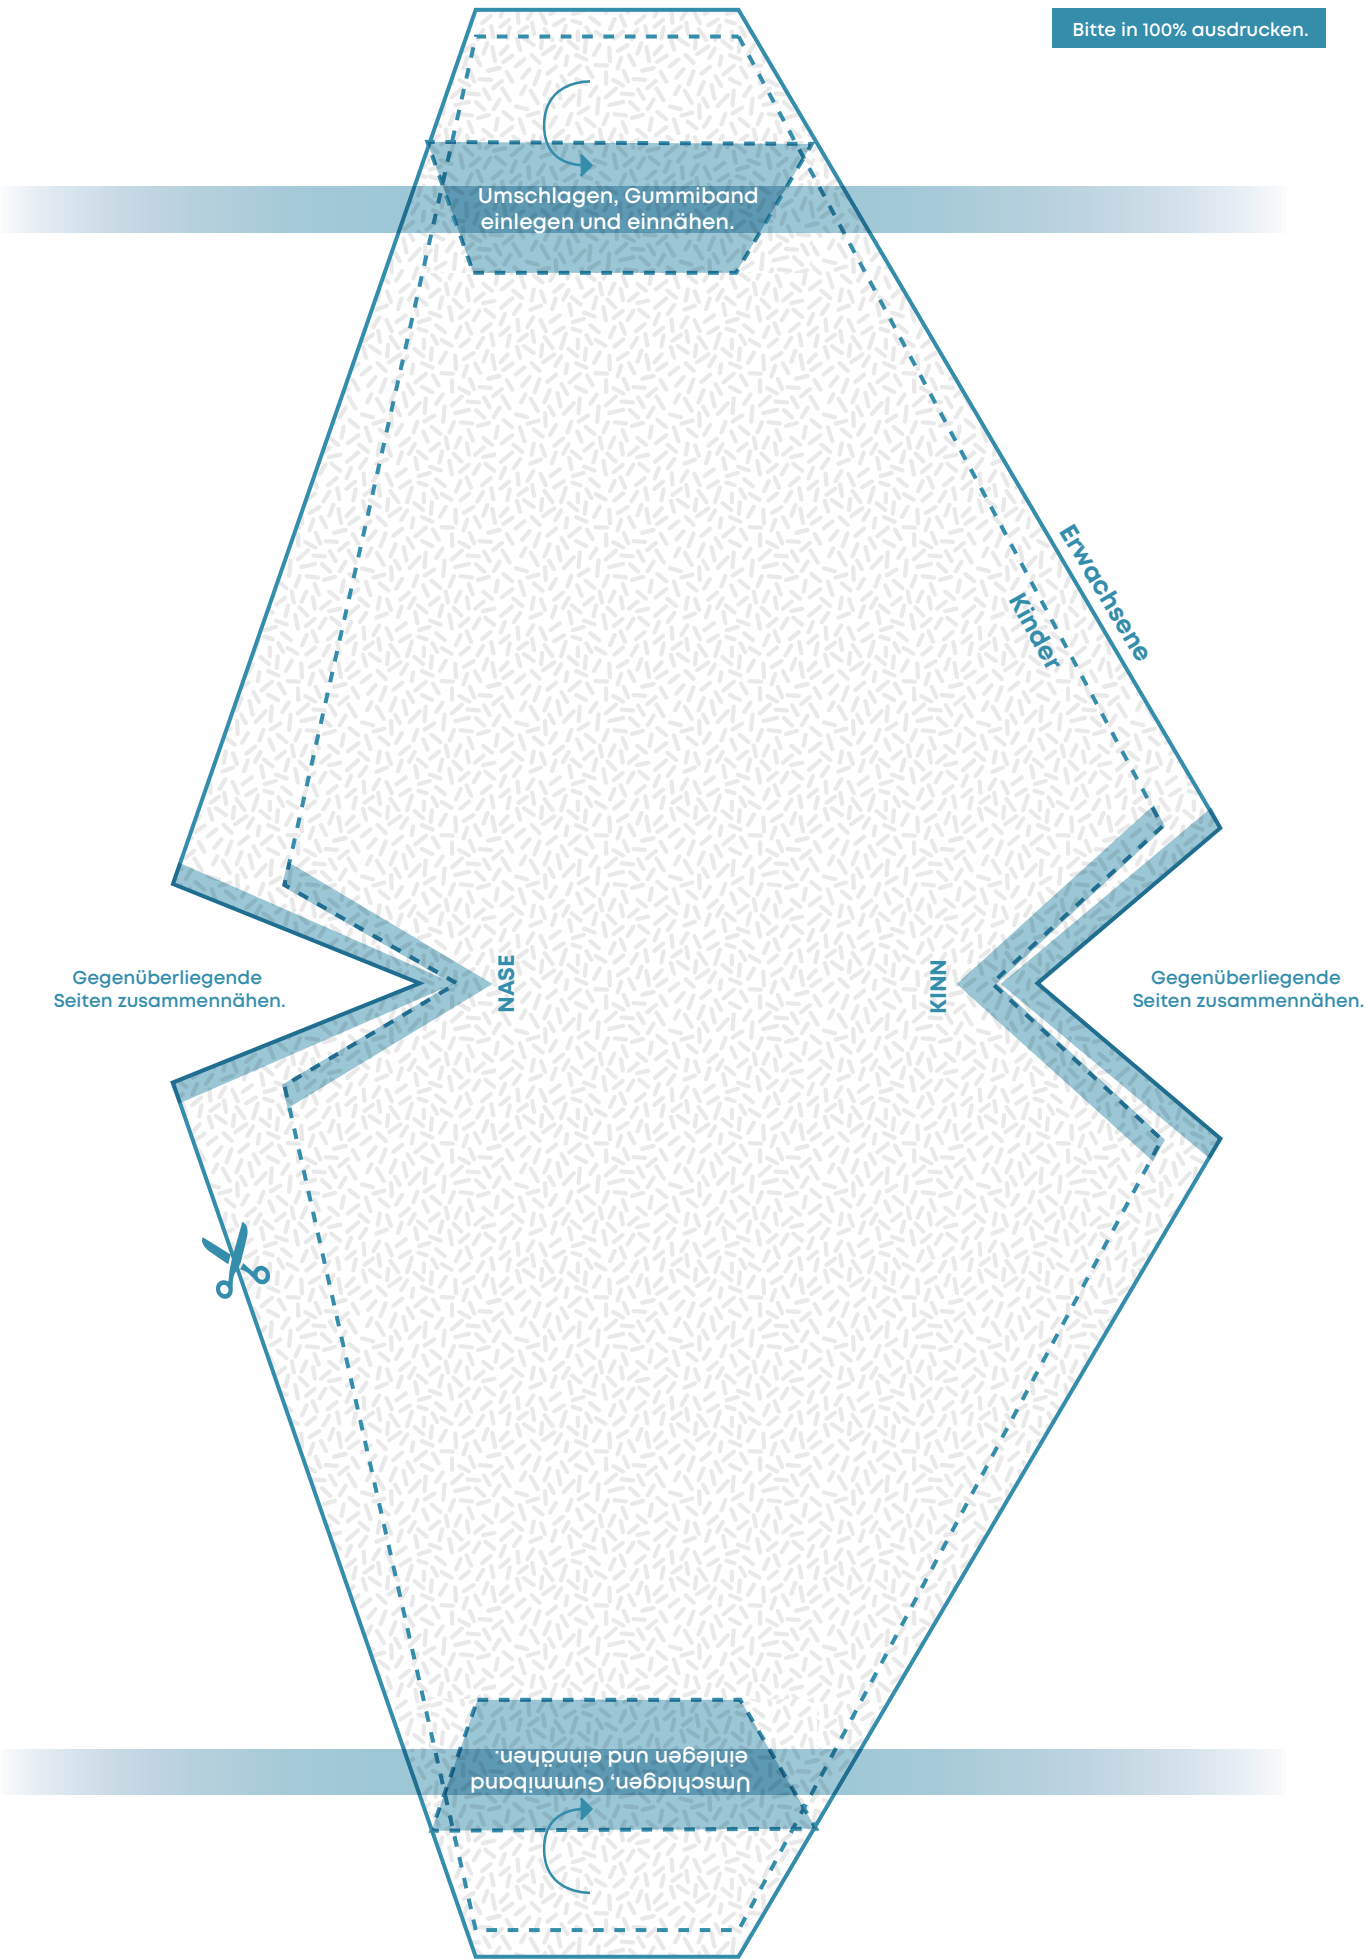 Bitte in 100% ausdrucken.
Umschlagen, Gummiband
einlegen und einnähen.
Erwachsene
Kinder
Gegenüberliegende
Seiten zusammennähen.
NASE
KINN
Gegenüberliegende
Seiten zusammennähen.
Umschlagen, Gummiband
einlegen und einnähen.